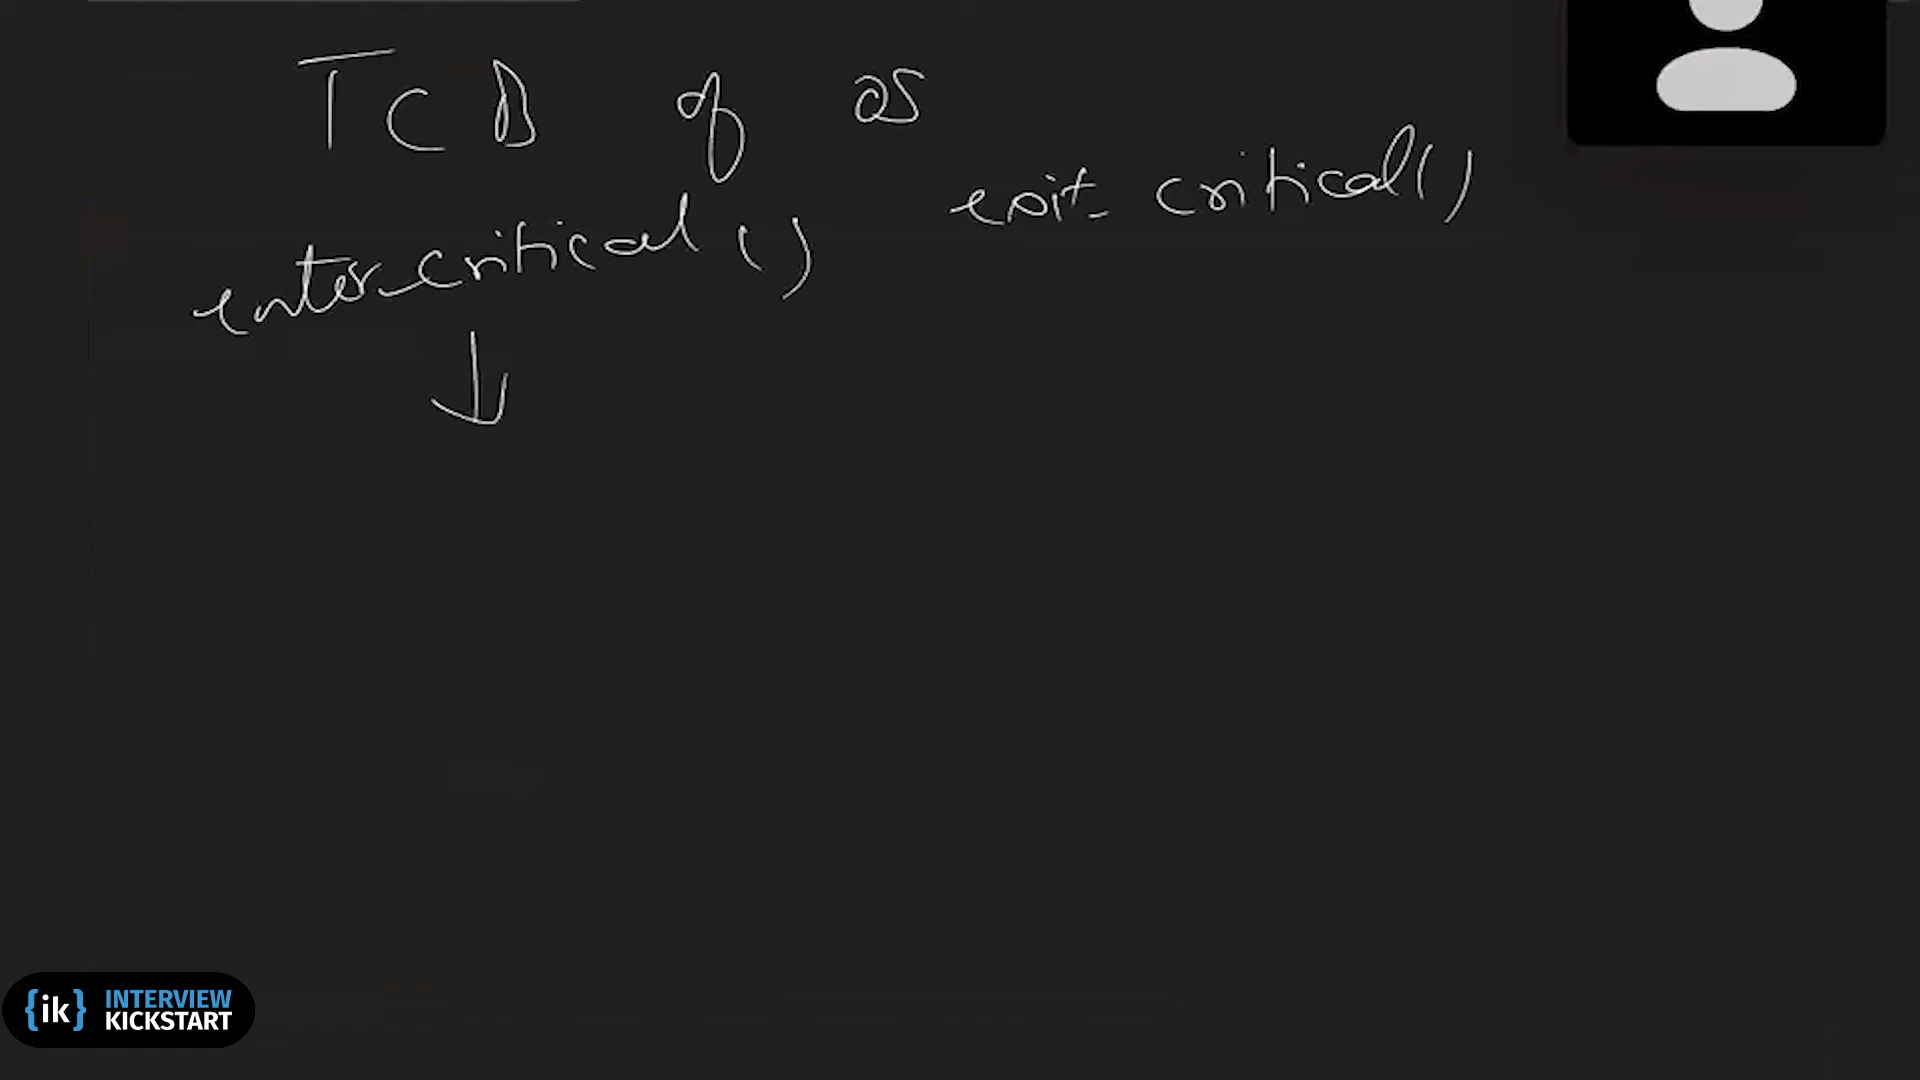 TCB of OS
exit_critical()
enter_critical()
{ik} INTERVIEW
KICKSTART